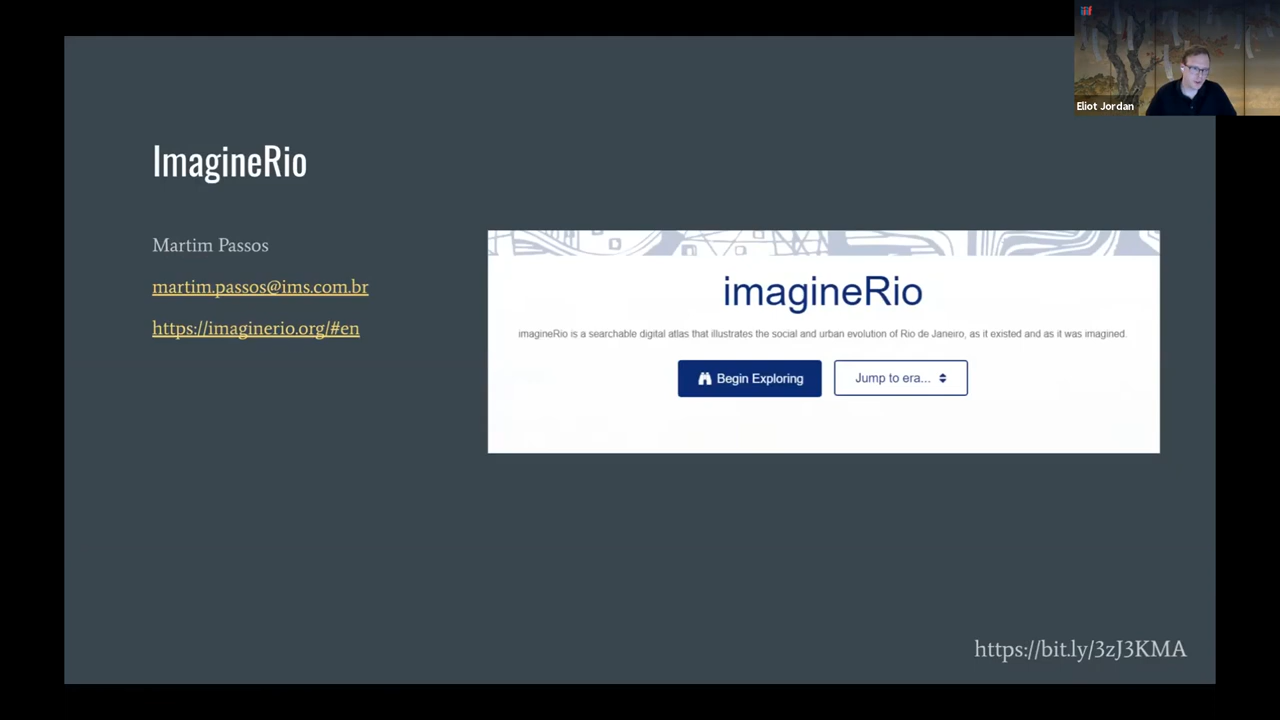 iiif
Eliot Jordan
ImagineRio
Martim Passos
martim.passos@ims.com.br
https://imaginerio.org/#en
imagineRio
imagineRio is a searchable digital atlas that illustrates the social and urban evolution of Rio de Janeiro, as it existed and as it was imagined.
Begin Exploring
Jump to era...
https://bit.ly/3zJ3KMA